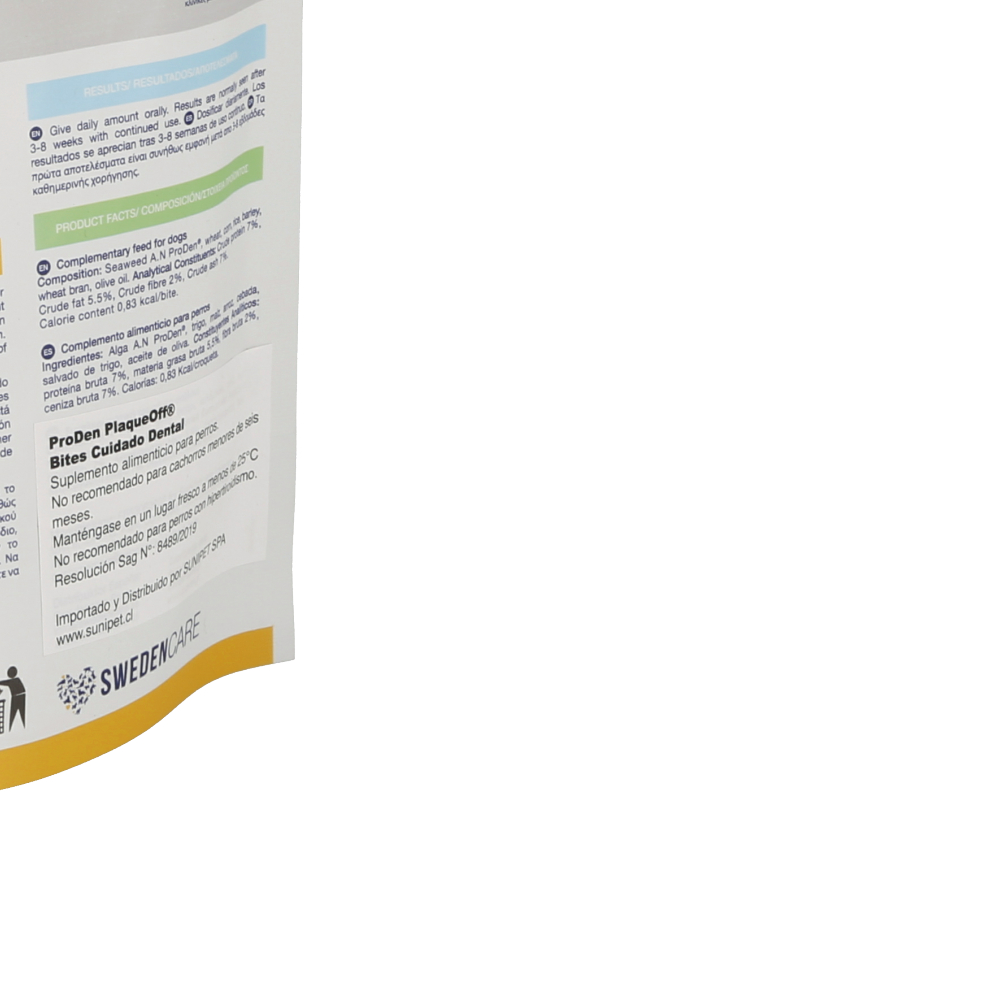 RESULTS/ RESULTADOS/
EN Give daily amount orally. Results are normally seen after
3-8 weeks with continued use. ES Dosificar diariamente. Los
resultados se aprecian tras 3-8 semanas de uso continuo. Τα
πρώτα αποτελέσματα είναι συνήθως εμφανή μετά από 3-8 εβδομάδες
καθημερινής χορήγησης.
PRODUCT FACTS/ COMPOSICIÓN/
EN Complementary feed for dogs
Composition: Seaweed A.N ProDen®, wheat, corn, rice, barley,
wheat bran, olive oil. Analytical Constituents: Crude protein 7%,
Crude fat 5.5%, Crude fibre 2%, Crude ash 7%.
Calorie content 0,83 kcal/bite.
ES Complemento alimenticio para perros
Ingredientes: Alga A.N ProDen®, trigo, maíz, arroz, cebada,
salvado de trigo, aceite de oliva. Constituyentes Analíticos:
proteína bruta 7%, materia grasa bruta 5,5%, fibra bruta 2%,
ceniza bruta 7%. Calorías: 0,83 Kcal/croqueta.
ProDen PlaqueOff®
Bites Cuidado Dental
Suplemento alimenticio para perros.
No recomendado para cachorros menores de seis
meses.
Manténgase en un lugar fresco a menos de 25°C
No recomendado para perros con hipertiroidismo.
Resolución Sag N°: 8489/2019
Importado y Distribuido por SUNIPET SPA
www.sunipet.cl
SWEDENCARE